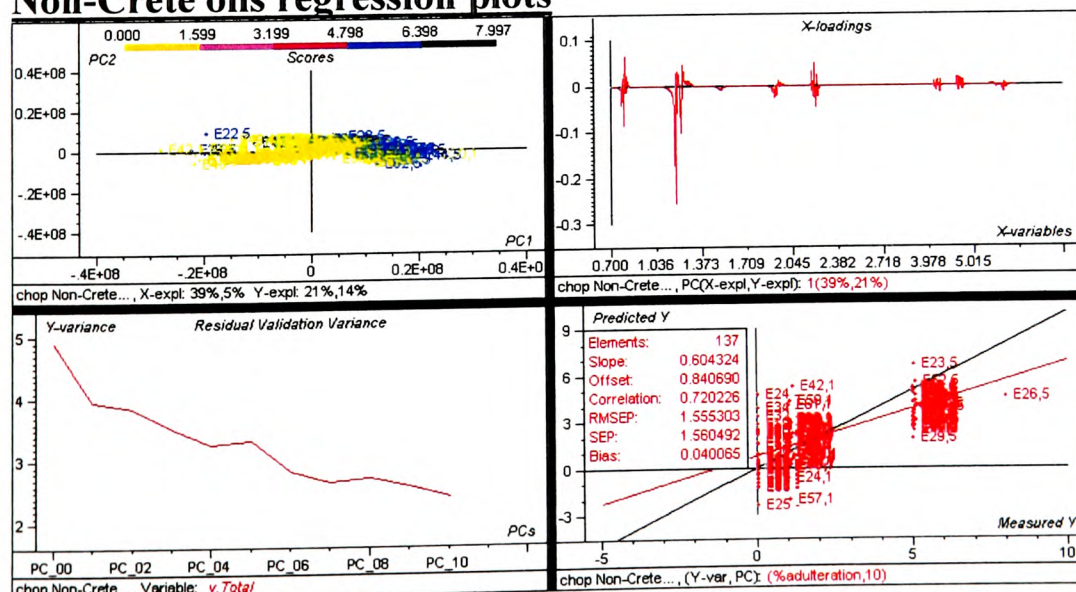 Non-Crete oils regression plots
0.000 1.599 3.199 4.798 6.398 7.997
PC2 Scores
0.4E+08
0.2E+08
0
-.2E+08
-.4E+08
E22,5
PC1
-.4E+08 -.2E+08 0 0.2E+08 0.4E+0
chop Non-Crete..., X-expl: 39%,5% Y-expl: 21%,14%
X-loadings
0.1
0
-0.1
-0.2
-0.3
X-variables
0.700 1.036 1.373 1.709 2.045 2.382 2.718 3.978 5.015
chop Non-Crete..., PC(X-expl,Y-expl): 1(39%,21%)
Y-variance Residual Validation Variance
5
4
3
2
PCs
PC_00 PC_02 PC_04 PC_06 PC_08 PC_10
chop Non-Crete... Variable: v.Total
Predicted Y
9
6
3
0
-3
Elements: 137
Slope: 0.604324
Offset: 0.840690
Correlation: 0.720226
RMSEP: 1.555303
SEP: 1.560492
Bias: 0.040065
E24
E42,1
E23,5
E26,5
E29,5
E24,1
E25
E57,1
Measured Y
-5 0 5 10
chop Non-Crete..., (Y-var, PC): (%adulteration,10)